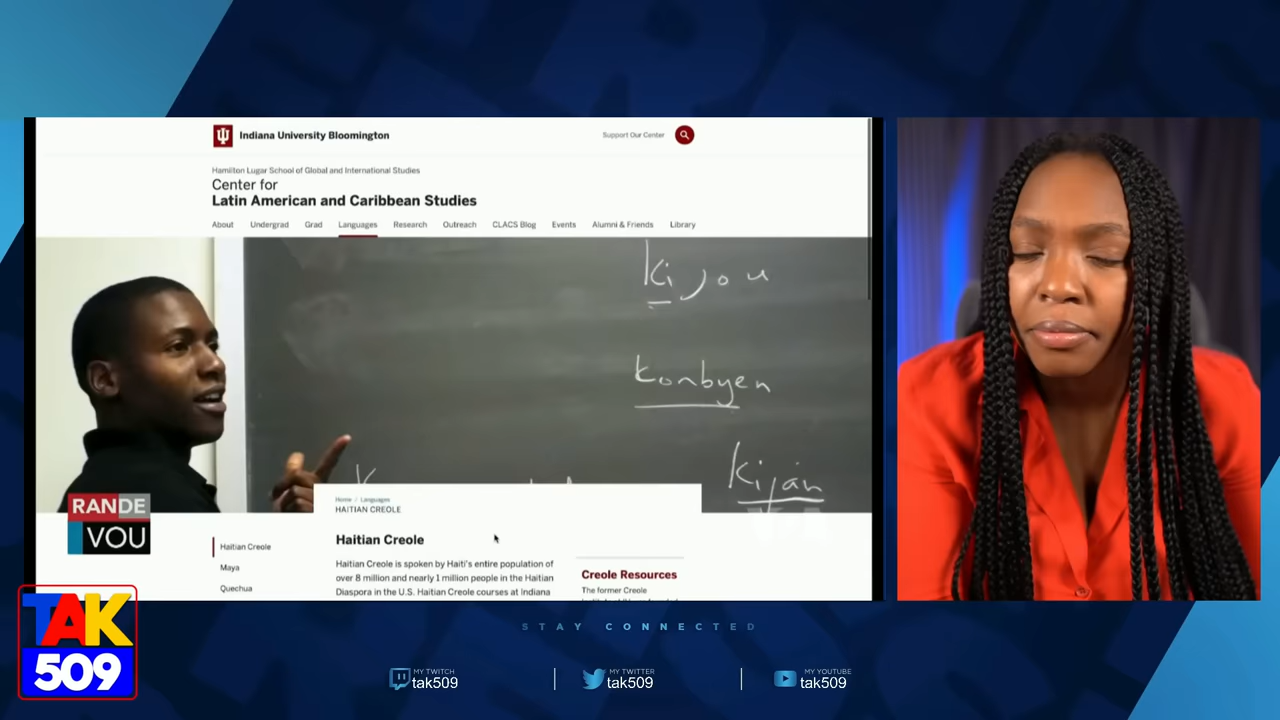 Indiana University Bloomington
Support Our Center
Hamilton Lugar School of Global and International Studies
Center for
Latin American and Caribbean Studies
About Undergrad Grad Languages Research Outreach CLACS Blog Events Alumni & Friends Library
ki jou
konbyen
kijan
Home / Languages
HAITIAN CREOLE
RANDE
VOU
Haitian Creole
Maya
Quechua
Haitian Creole
Haitian Creole is spoken by Haiti's entire population of
over 8 million and nearly 1 million people in the Haitian
Diaspora in the U.S. Haitian Creole courses at Indiana
Creole Resources
The former Creole
TAK
509
STAY CONNECTED
MY TWITCH
tak509
MY TWITTER
tak509
MY YOUTUBE
tak509